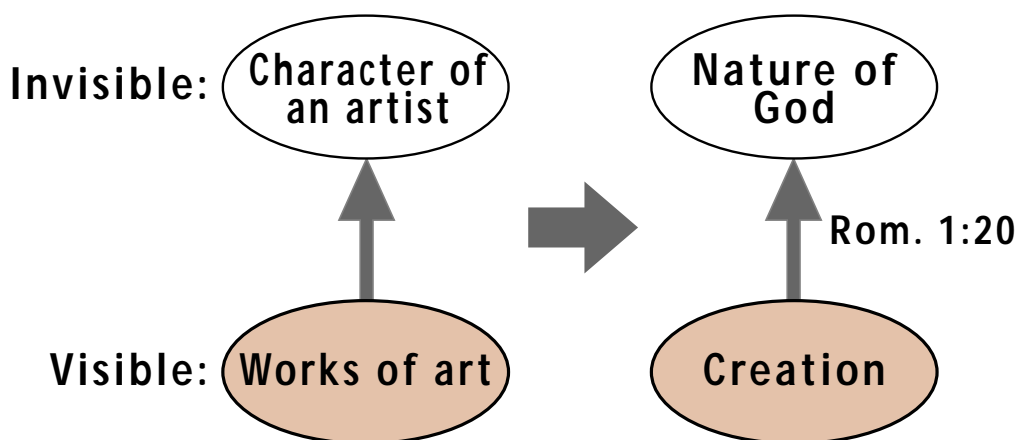 Invisible:
Character of
an artist
Nature of
God
Rom. 1:20
Visible:
Works of art
Creation